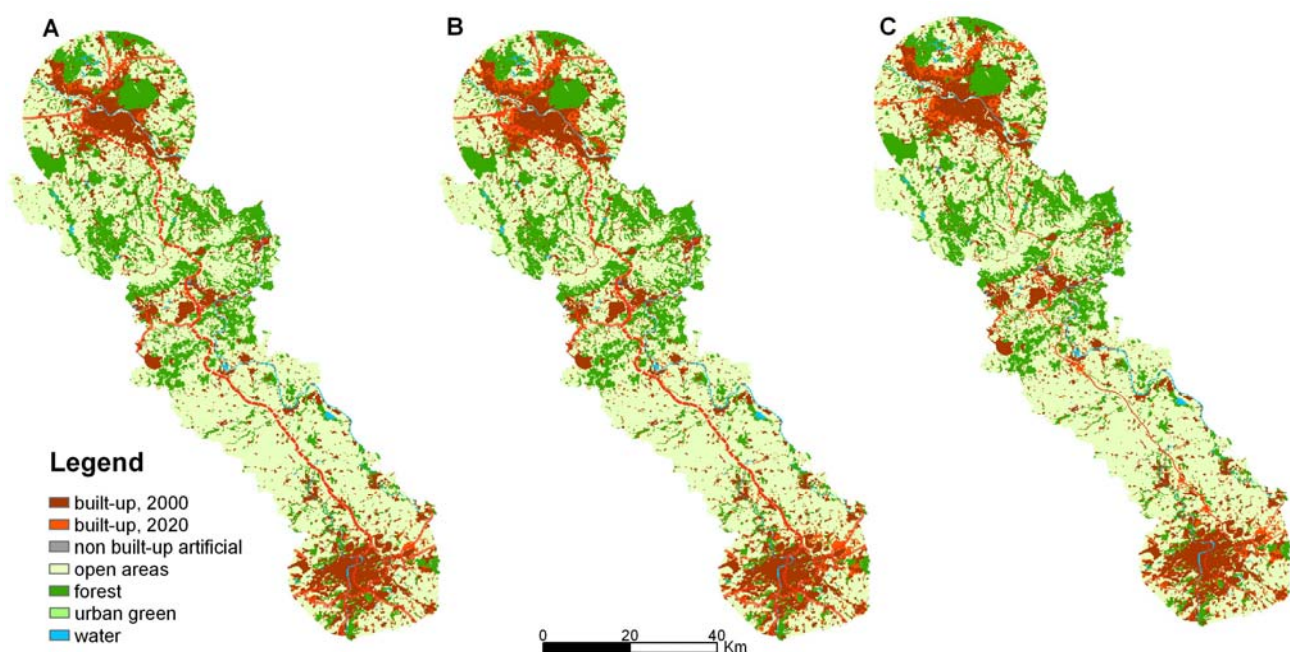 A
B
C
Legend
built-up, 2000
built-up, 2020
non built-up artificial
open areas
forest
urban green
water
0 20 40
Km